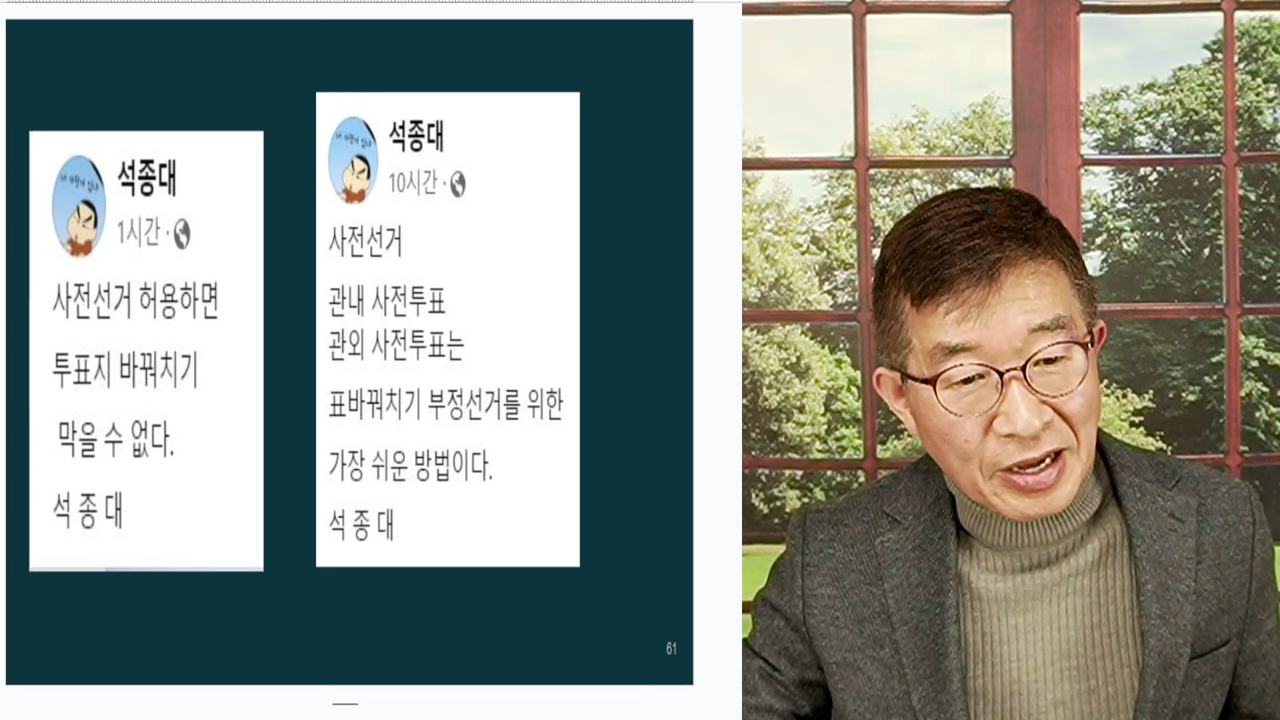 석종대
1시간
사전선거 허용하면
투표지 바꿔치기
막을 수 없다.
석 종 대
석종대
10시간
사전선거
관내 사전투표
관외 사전투표는
표바꿔치기 부정선거를 위한
가장 쉬운 방법이다.
석 종 대
61